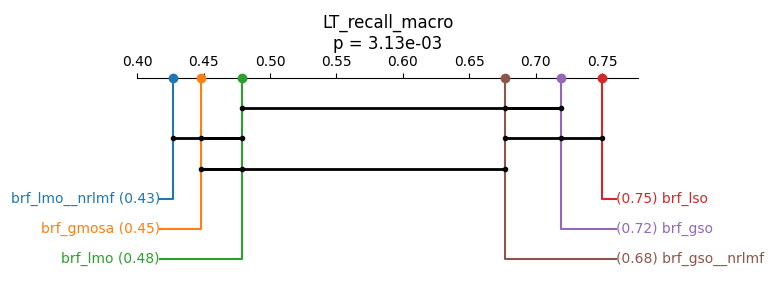 LT_recall_macro
p = 3.13e-03
0.40 0.45 0.50 0.55 0.60 0.65 0.70 0.75
brf_lmo__nrlmf (0.43) (0.75) brf_lso
brf_gmosa (0.45) (0.72) brf_gso
brf_lmo (0.48) (0.68) brf_gso__nrlmf